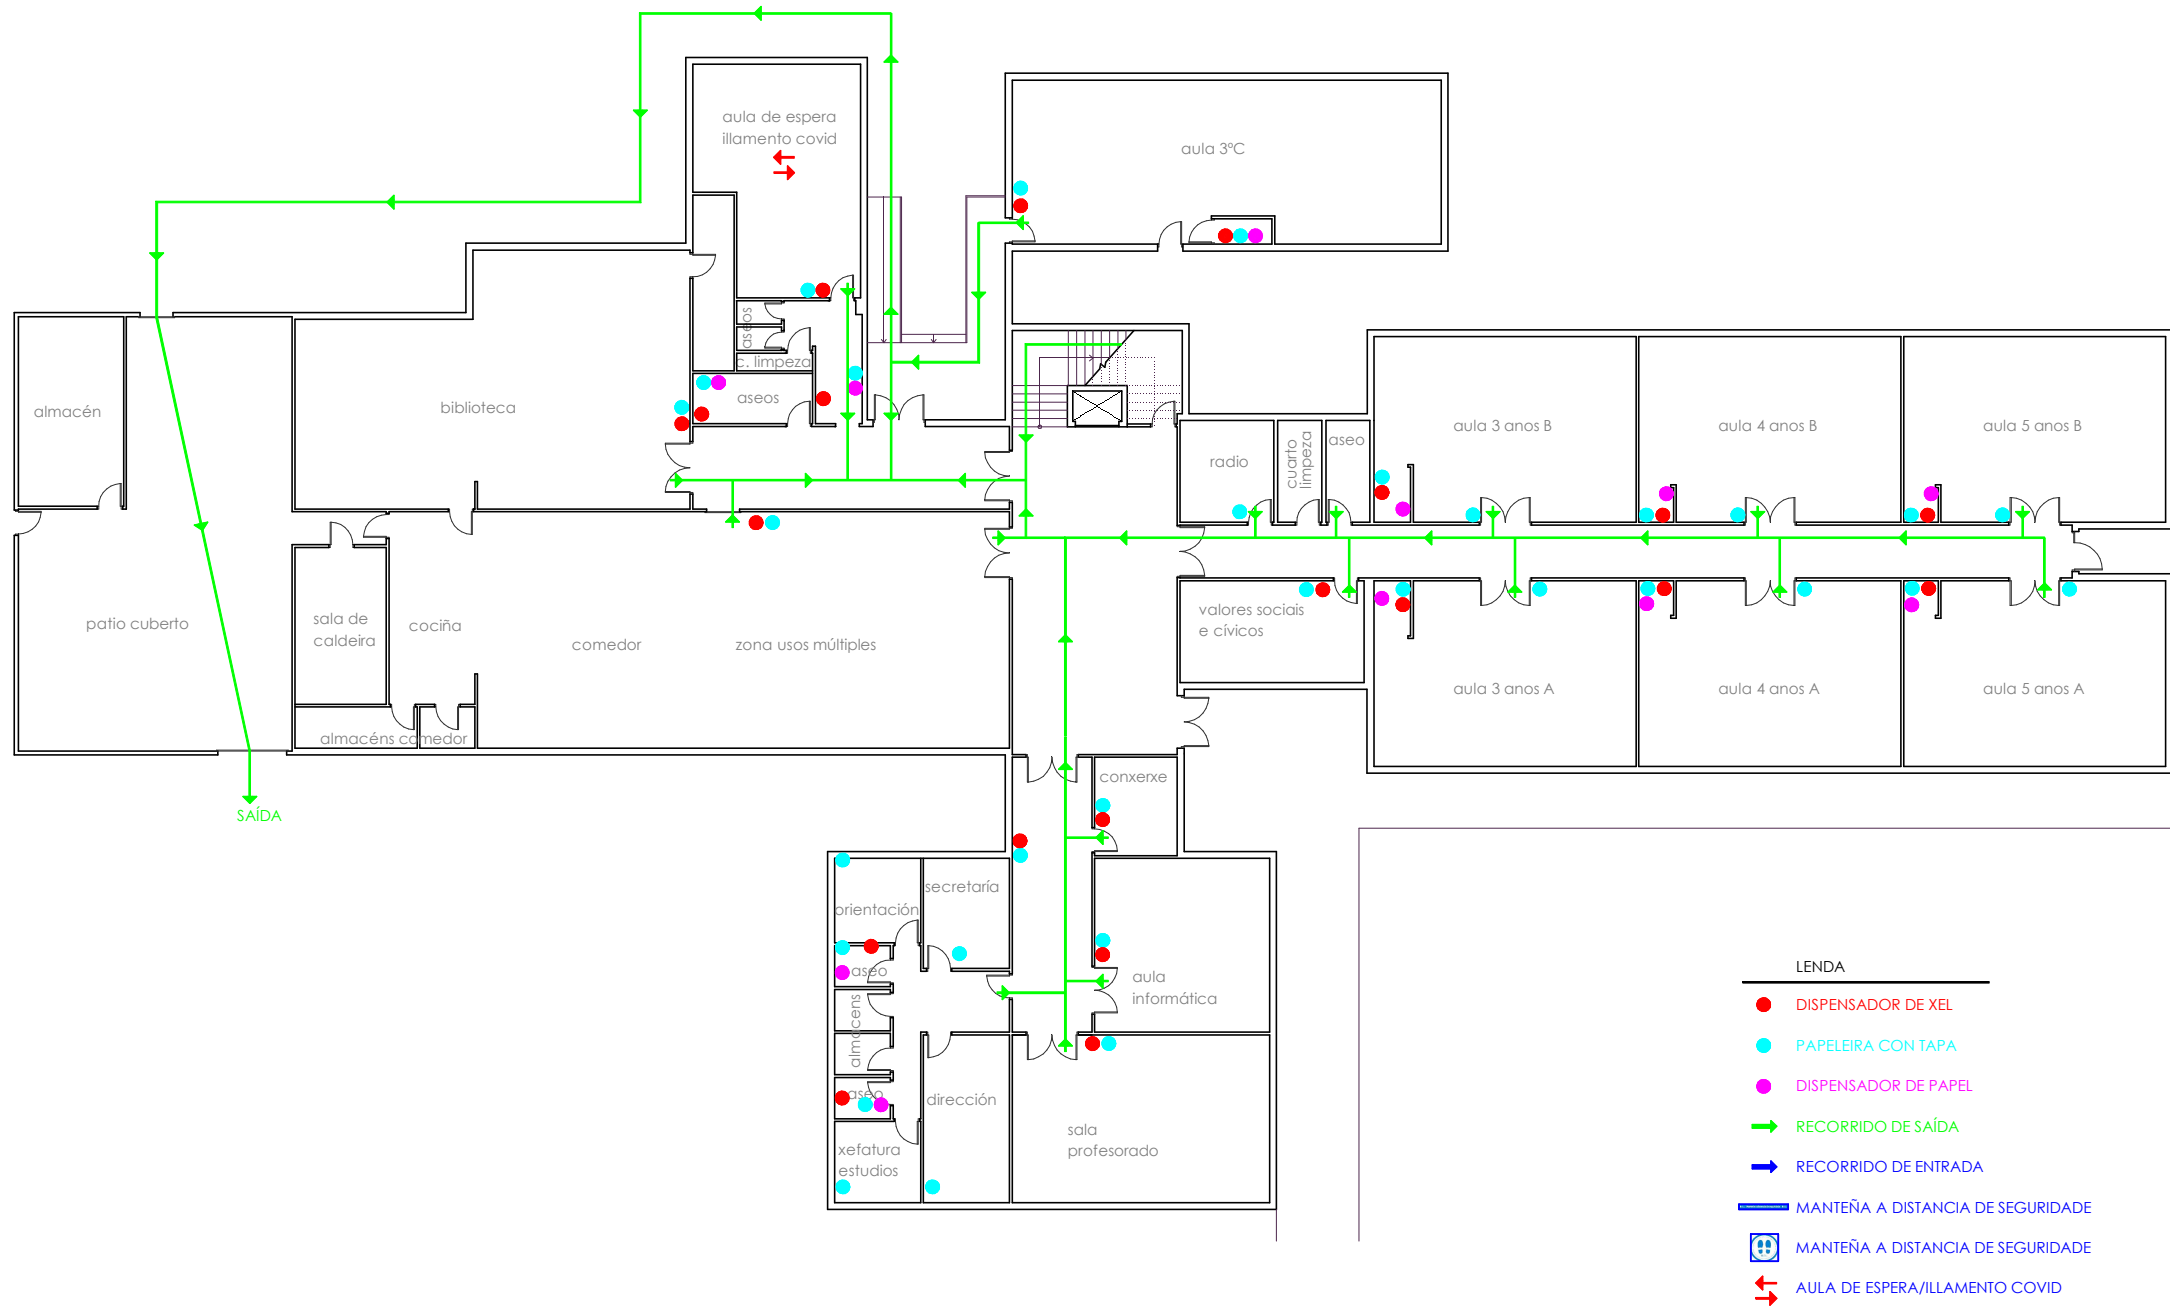 aula de espera
illamento covid
aula 3ºC
aseos
c. limpeza
aseos
almacén
biblioteca
radio
cuarto
limpeza
aseo
aula 3 anos B
aula 4 anos B
aula 5 anos B
patio cuberto
sala de
caldeira
cociña
comedor
zona usos múltiples
valores sociais
e cívicos
aula 3 anos A
aula 4 anos A
aula 5 anos A
almacéns comedor
conxerxe
SAÍDA
orientación
secretaría
aseo
almacens
aseo
aula
informática
dirección
sala
profesorado
xefatura
estudios
LENDA
DISPENSADOR DE XEL
PAPELEIRA CON TAPA
DISPENSADOR DE PAPEL
RECORRIDO DE SAÍDA
RECORRIDO DE ENTRADA
MANTEÑA A DISTANCIA DE SEGURIDADE
MANTEÑA A DISTANCIA DE SEGURIDADE
AULA DE ESPERA/ILLAMENTO COVID